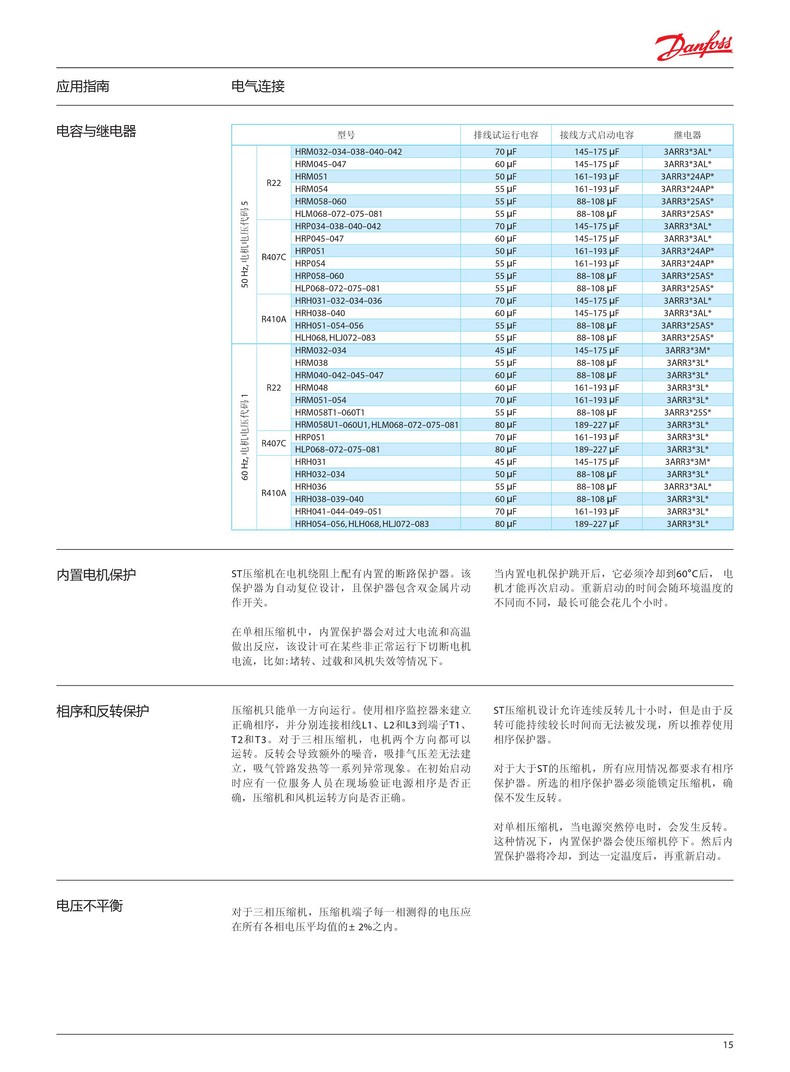 Danfoss
应用指南 电气连接
电容与继电器
型号 排线试运行电容 接线方式启动电容 继电器
50 Hz, 电机电压代码 5
R22
HRM032-034-038-040-042 70 µF 145-175 µF 3ARR3*3AL*
HRM045-047 60 µF 145-175 µF 3ARR3*3AL*
HRM051 50 µF 161-193 µF 3ARR3*24AP*
HRM054 55 µF 161-193 µF 3ARR3*24AP*
HRM058-060 55 µF 88-108 µF 3ARR3*25AS*
HLM068-072-075-081 55 µF 88-108 µF 3ARR3*25AS*
R407C
HRP034-038-040-042 70 µF 145-175 µF 3ARR3*3AL*
HRP045-047 60 µF 145-175 µF 3ARR3*3AL*
HRP051 50 µF 161-193 µF 3ARR3*24AP*
HRP054 55 µF 161-193 µF 3ARR3*24AP*
HRP058-060 55 µF 88-108 µF 3ARR3*25AS*
HLP068-072-075-081 55 µF 88-108 µF 3ARR3*25AS*
R410A
HRH031-032-034-036 70 µF 145-175 µF 3ARR3*3AL*
HRH038-040 60 µF 145-175 µF 3ARR3*3AL*
HRH051-054-056 55 µF 88-108 µF 3ARR3*25AS*
HLH068, HLJ072-083 55 µF 88-108 µF 3ARR3*25AS*
60 Hz, 电机电压代码 1
R22
HRM032-034 45 µF 145-175 µF 3ARR3*3M*
HRM038 55 µF 88-108 µF 3ARR3*3L*
HRM040-042-045-047 60 µF 88-108 µF 3ARR3*3L*
HRM048 60 µF 161-193 µF 3ARR3*3L*
HRM051-054 70 µF 161-193 µF 3ARR3*3L*
HRM058T1-060T1 55 µF 88-108 µF 3ARR3*25S*
HRM058U1-060U1, HLM068-072-075-081 80 µF 189-227 µF 3ARR3*3L*
R407C
HRP051 70 µF 161-193 µF 3ARR3*3L*
HLP068-072-075-081 80 µF 189-227 µF 3ARR3*3L*
R410A
HRH031 45 µF 145-175 µF 3ARR3*3M*
HRH032-034 50 µF 88-108 µF 3ARR3*3L*
HRH036 55 µF 88-108 µF 3ARR3*3AL*
HRH038-039-040 60 µF 88-108 µF 3ARR3*3L*
HRH041-044-049-051 70 µF 161-193 µF 3ARR3*3L*
HRH054-056, HLH068, HLJ072-083 80 µF 189-227 µF 3ARR3*3L*
内置电机保护
ST压缩机在电机绕阻上配有内置的断路保护器。该
保护器为自动复位设计，且保护器包含双金属片动
作开关。
在单相压缩机中，内置保护器会对过大电流和高温
做出反应，该设计可在某些非正常运行下切断电机
电流，比如:堵转、过载和风机失效等情况下。
当内置电机保护跳开后，它必须冷却到60°C后， 电
机才能再次启动。重新启动的时间会随环境温度的
不同而不同，最长可能会花几个小时。
相序和反转保护
压缩机只能单一方向运行。使用相序监控器来建立
正确相序，并分别连接相线L1、L2和L3到端子T1、
T2和T3。对于三相压缩机，电机两个方向都可以
运转。反转会导致额外的噪音，吸排气压差无法建
立，吸气管路发热等一系列异常现象。在初始启动
时应有一位服务人员在现场验证电源相序是否正
确，压缩机和风机运转方向是否正确。
ST压缩机设计允许连续反转几十小时，但是由于反
转可能持续较长时间而无法被发现，所以推荐使用
相序保护器。
对于大于ST的压缩机，所有应用情况都要求有相序
保护器。所选的相序保护器必须能锁定压缩机，确
保不发生反转。
对单相压缩机，当电源突然停电时，会发生反转。
这种情况下，内置保护器会使压缩机停下。然后内
置保护器将冷却，到达一定温度后，再重新启动。
电压不平衡
对于三相压缩机，压缩机端子每一相测得的电压应
在所有各相电压平均值的± 2%之内。
15